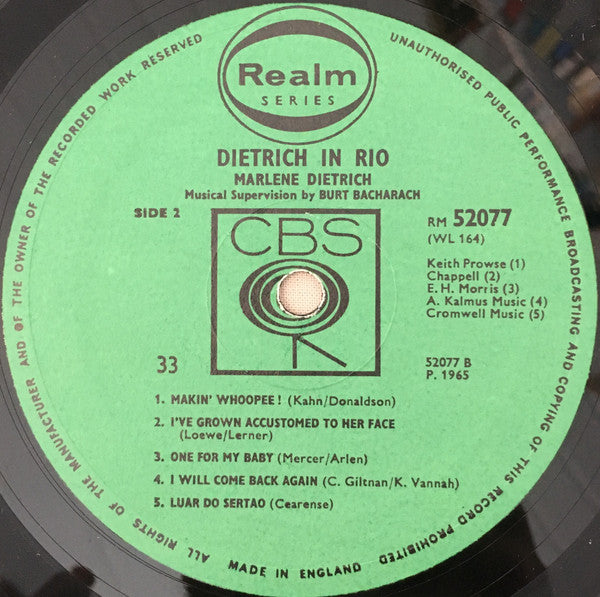 Realm
SERIES
DIETRICH IN RIO
MARLENE DIETRICH
Musical Supervision by BURT BACHARACH
SIDE 2
RM 52077
(WL 164)
CBS
Keith Prowse (1)
Chappell (2)
E. H. Morris (3)
A. Kalmus Music (4)
Cromwell Music (5)
33
52077 B
P. 1965
1. MAKIN' WHOOPEE! (Kahn/Donaldson)
2. I'VE GROWN ACCUSTOMED TO HER FACE
(Loewe/Lerner)
3. ONE FOR MY BABY (Mercer/Arlen)
4. I WILL COME BACK AGAIN (C. Giltnan/K. Vannah)
5. LUAR DO SERTAO (Cearense)
ALL RIGHTS OF THE MANUFACTURER AND OF THE OWNER OF THE RECORDED WORK RESERVED
UNAUTHORISED PUBLIC PERFORMANCE BROADCASTING AND COPYING OF THIS RECORD PROHIBITED
MADE IN ENGLAND